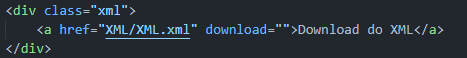 <div class="xml">
<a href="XML/XML.xml" download="">Download do XML</a>
</div>